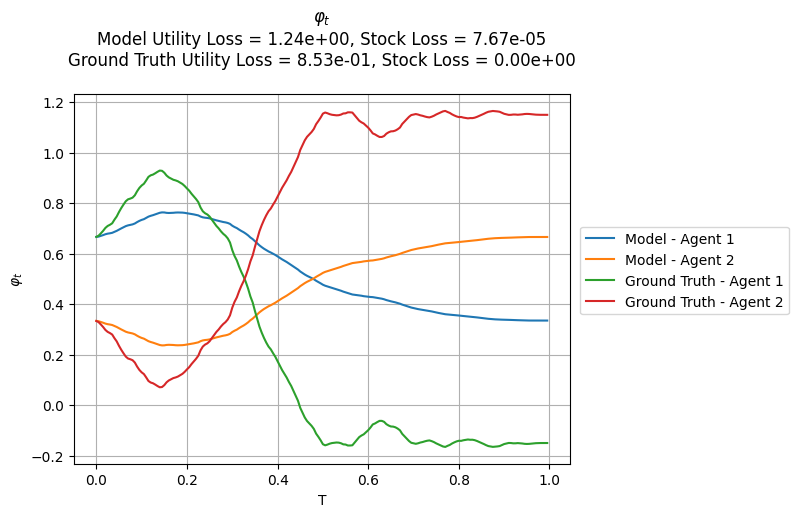 φₜ
Model Utility Loss = 1.24e+00, Stock Loss = 7.67e-05
Ground Truth Utility Loss = 8.53e-01, Stock Loss = 0.00e+00
1.2
1.0
0.8
0.6
0.4
0.2
0.0
−0.2
φₜ
0.0 0.2 0.4 0.6 0.8 1.0
T
Model - Agent 1
Model - Agent 2
Ground Truth - Agent 1
Ground Truth - Agent 2